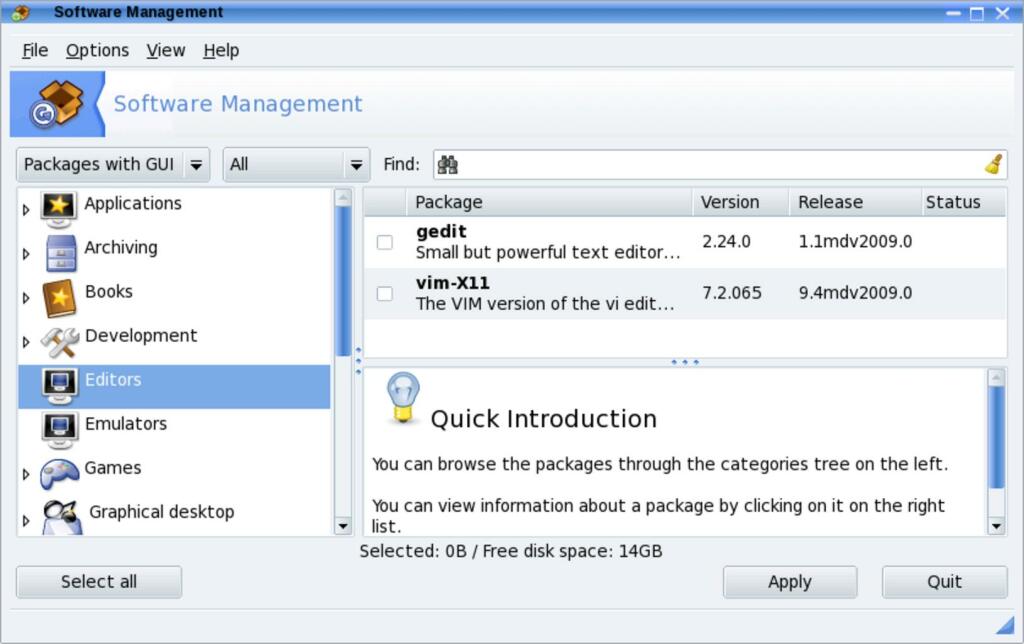 Software Management
File Options View Help
Software Management
Packages with GUI All Find:
Applications
Archiving
Books
Development
Editors
Emulators
Games
Graphical desktop
Package Version Release Status
gedit
Small but powerful text editor... 2.24.0 1.1mdv2009.0
vim-X11
The VIM version of the vi edit... 7.2.065 9.4mdv2009.0
Quick Introduction
You can browse the packages through the categories tree on the left.
You can view information about a package by clicking on it on the right
list.
Selected: 0B / Free disk space: 14GB
Select all Apply Quit